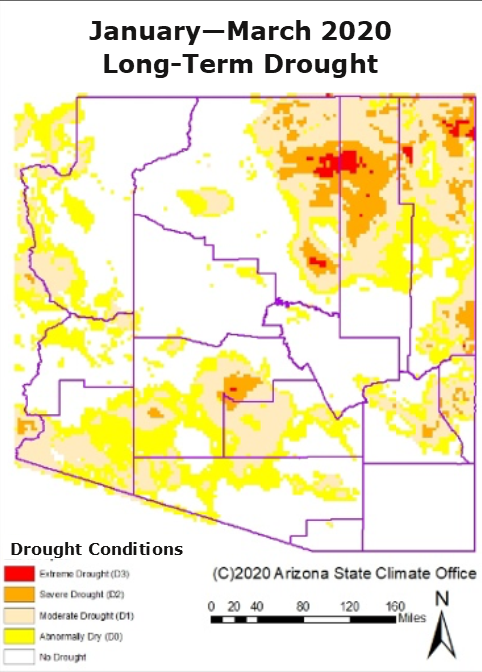 January—March 2020
Long-Term Drought
Drought Conditions
Extreme Drought (D3)
Severe Drought (D2)
Moderate Drought (D1)
Abnormally Dry (D0)
No Drought
(C)2020 Arizona State Climate Office
0 20 40 80 120 160
Miles
N